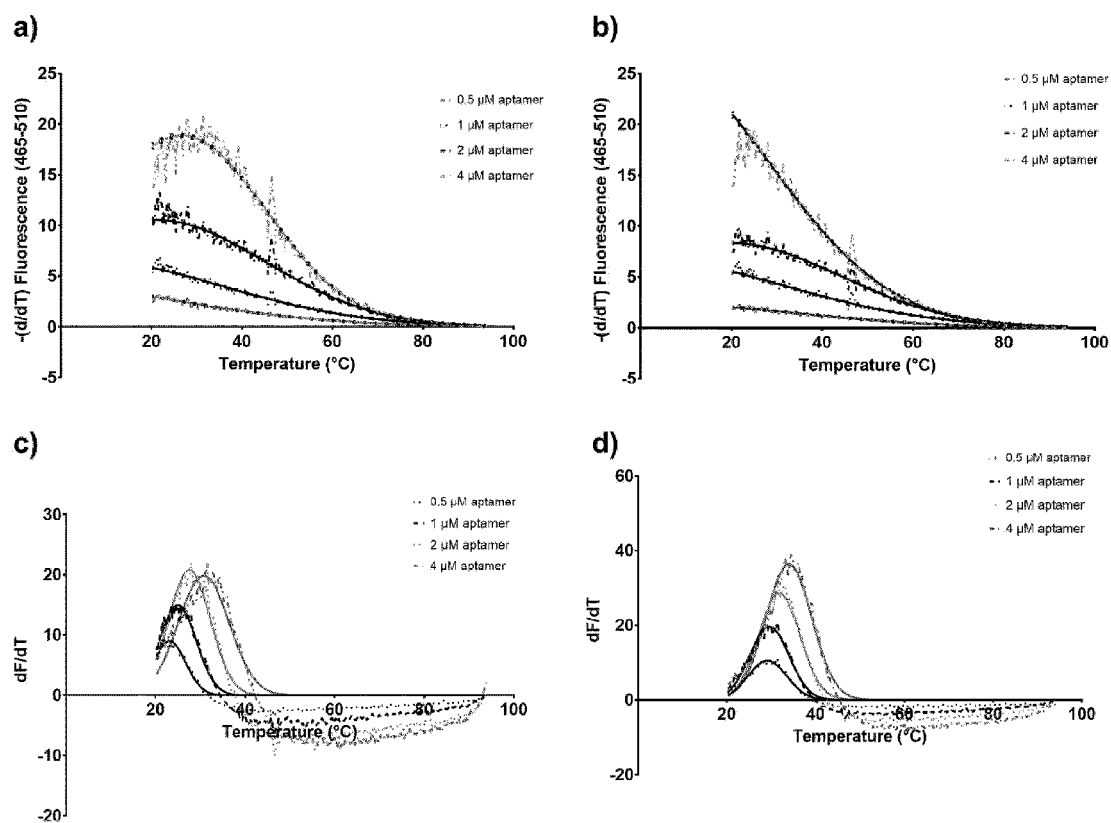 a)
-(d/dT) Fluorescence (465-510)
25
20
15
10
5
0
-5
20
40
60
80
100
Temperature (°C)
0.5 µM aptamer
1 µM aptamer
2 µM aptamer
4 µM aptamer
b)
-(d/dT) Fluorescence (465-510)
25
20
15
10
5
0
-5
20
40
60
80
100
Temperature (°C)
0.5 µM aptamer
1 µM aptamer
2 µM aptamer
4 µM aptamer
c)
dF/dT
30
20
10
0
-10
-20
20
40
60
80
100
Temperature (°C)
0.5 µM aptamer
1 µM aptamer
2 µM aptamer
4 µM aptamer
d)
dF/dT
60
40
20
0
-20
20
40
60
80
100
Temperature (°C)
0.5 µM aptamer
1 µM aptamer
2 µM aptamer
4 µM aptamer